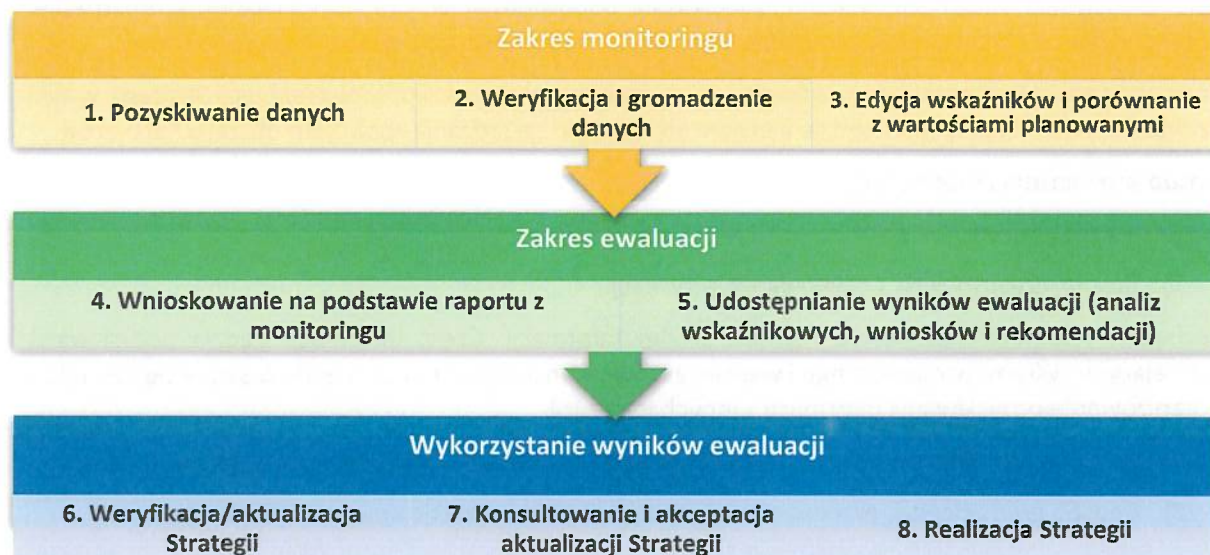 Zakres monitoringu
1. Pozyskiwanie danych
2. Weryfikacja i gromadzenie
danych
3. Edycja wskaźników i porównanie
z wartościami planowanymi
Zakres ewaluacji
4. Wnioskowanie na podstawie raportu z
monitoringu
5. Udostępnianie wyników ewaluacji (analiz
wskaźnikowych, wniosków i rekomendacji)
Wykorzystanie wyników ewaluacji
6. Weryfikacja/aktualizacja
Strategii
7. Konsultowanie i akceptacja
aktualizacji Strategii
8. Realizacja Strategii